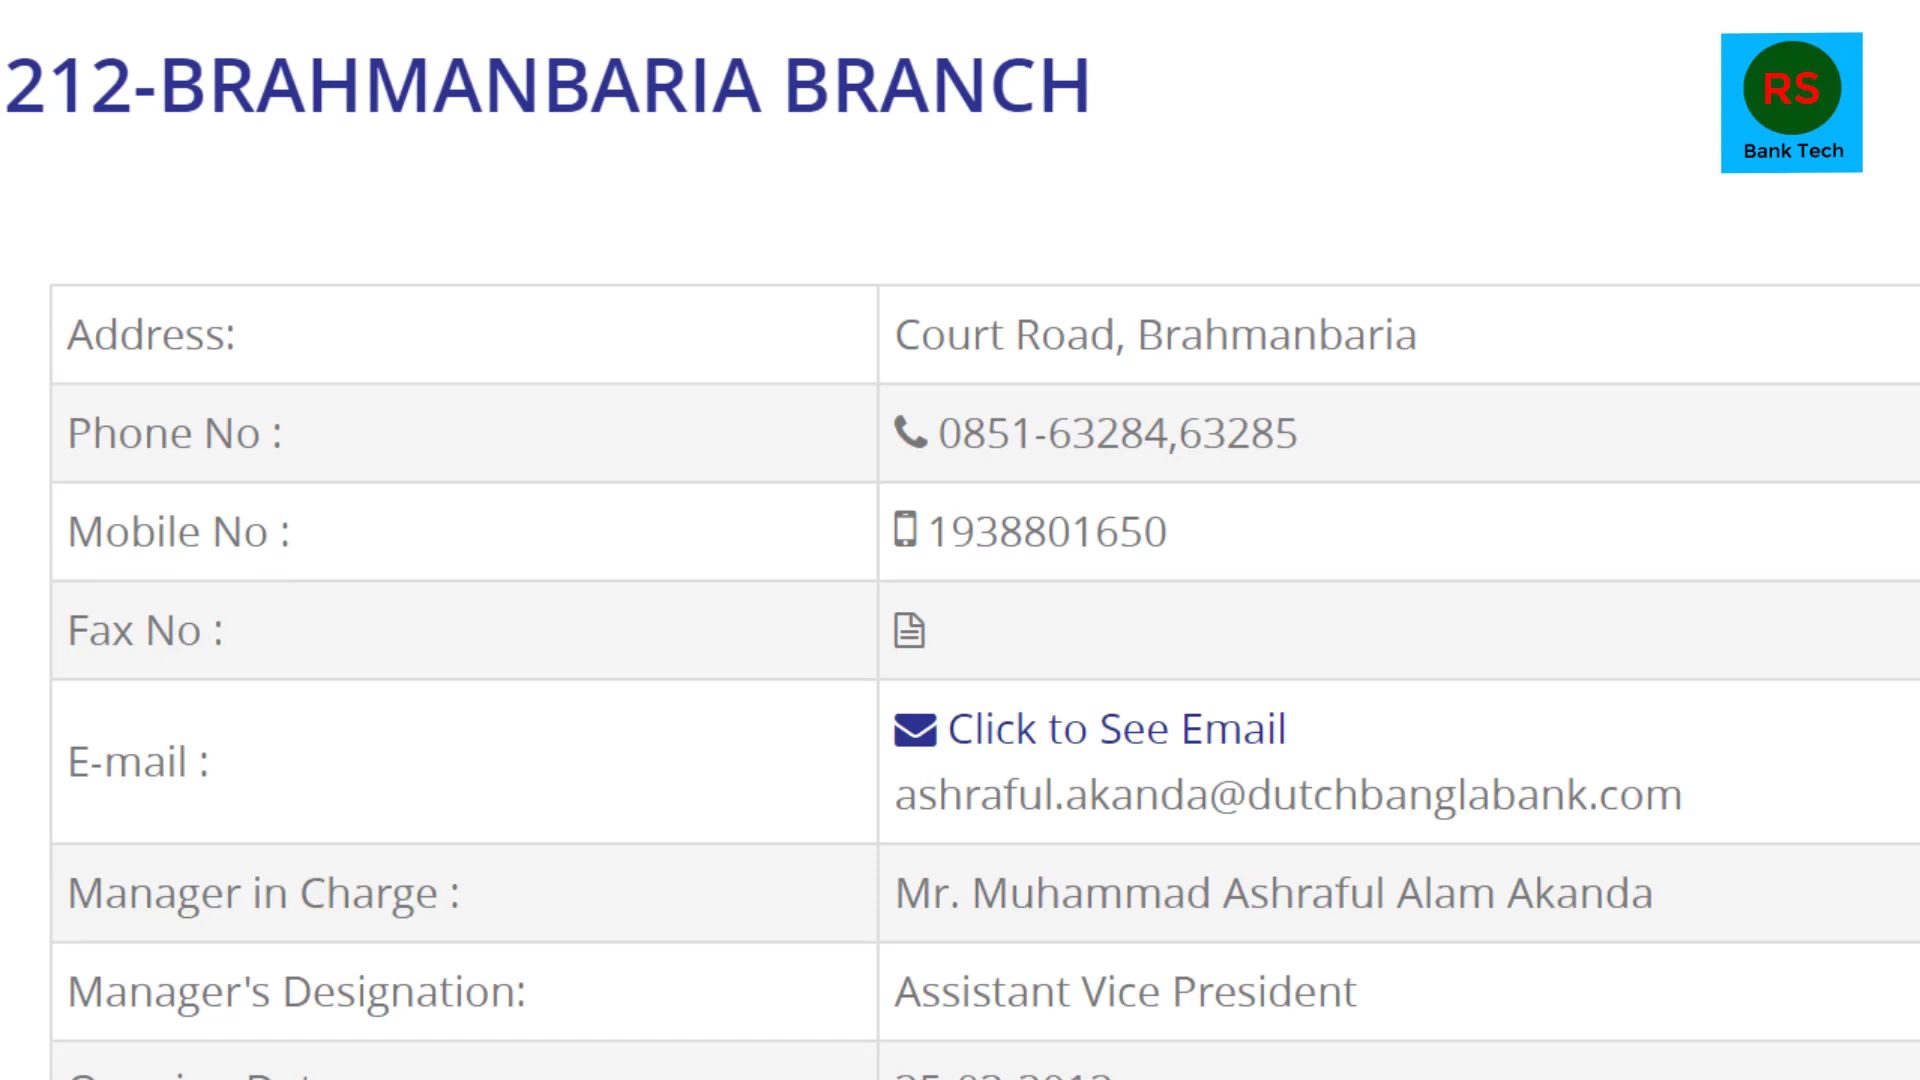 212-BRAHMANBARIA BRANCH
RS
Bank Tech
Address: Court Road, Brahmanbaria
Phone No : 0851-63284,63285
Mobile No : 1938801650
Fax No :
E-mail : Click to See Email
ashraful.akanda@dutchbanglabank.com
Manager in Charge : Mr. Muhammad Ashraful Alam Akanda
Manager's Designation: Assistant Vice President